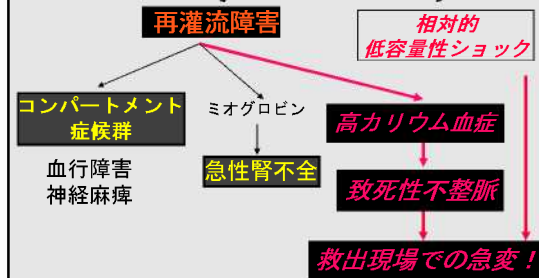 再灌流障害
相対的
低容量性ショック
コンパートメント
症候群
ミオグロビン
高カリウム血症
血行障害
神経麻痺
急性腎不全
致死性不整脈
救出現場での急変！